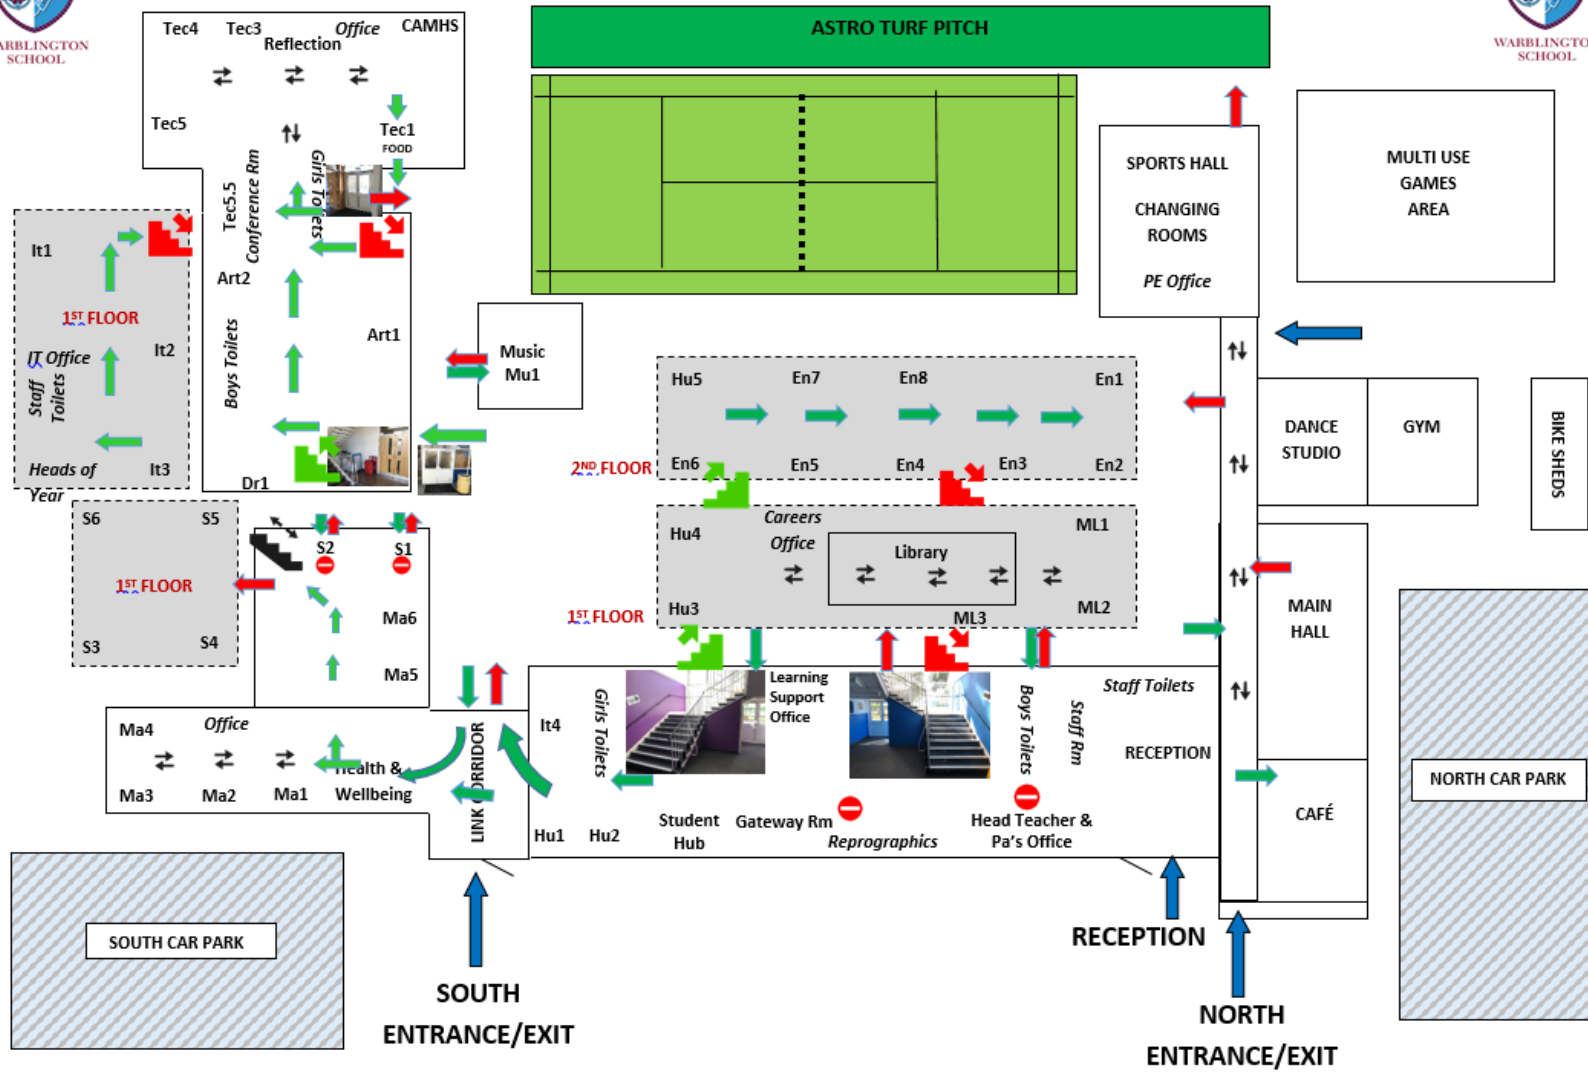 WARBLINGTON
SCHOOL
WARBLINGTON
SCHOOL
ASTRO TURF PITCH
Tec4
Tec3
Office
CAMHS
Reflection
Tec5
Tec1
FOOD
Tec5.5
Conference Rm
Girls Toilets
SPORTS HALL
CHANGING
ROOMS
PE Office
MULTI USE
GAMES
AREA
It1
1ST FLOOR
IT Office
Staff
Toilets
It2
It3
Heads of
Year
Art2
Boys Toilets
Art1
Dr1
Music
Mu1
Hu5
En7
En8
En1
2ND FLOOR
En6
En5
En4
En3
En2
DANCE
STUDIO
GYM
BIKE SHEDS
S6
S5
1ST FLOOR
S3
S4
S2
S1
Ma6
Ma5
Hu4
Careers
Office
Library
ML1
1ST FLOOR
Hu3
ML3
ML2
MAIN
HALL
Ma4
Office
Ma3
Ma2
Ma1
Health &
Wellbeing
LINK CORRIDOR
It4
Girls Toilets
Learning
Support
Office
Boys Toilets
Staff Rm
Staff Toilets
RECEPTION
Hu1
Hu2
Student
Hub
Gateway Rm
Reprographics
Head Teacher &
Pa's Office
CAFÉ
NORTH CAR PARK
SOUTH CAR PARK
SOUTH
ENTRANCE/EXIT
RECEPTION
NORTH
ENTRANCE/EXIT